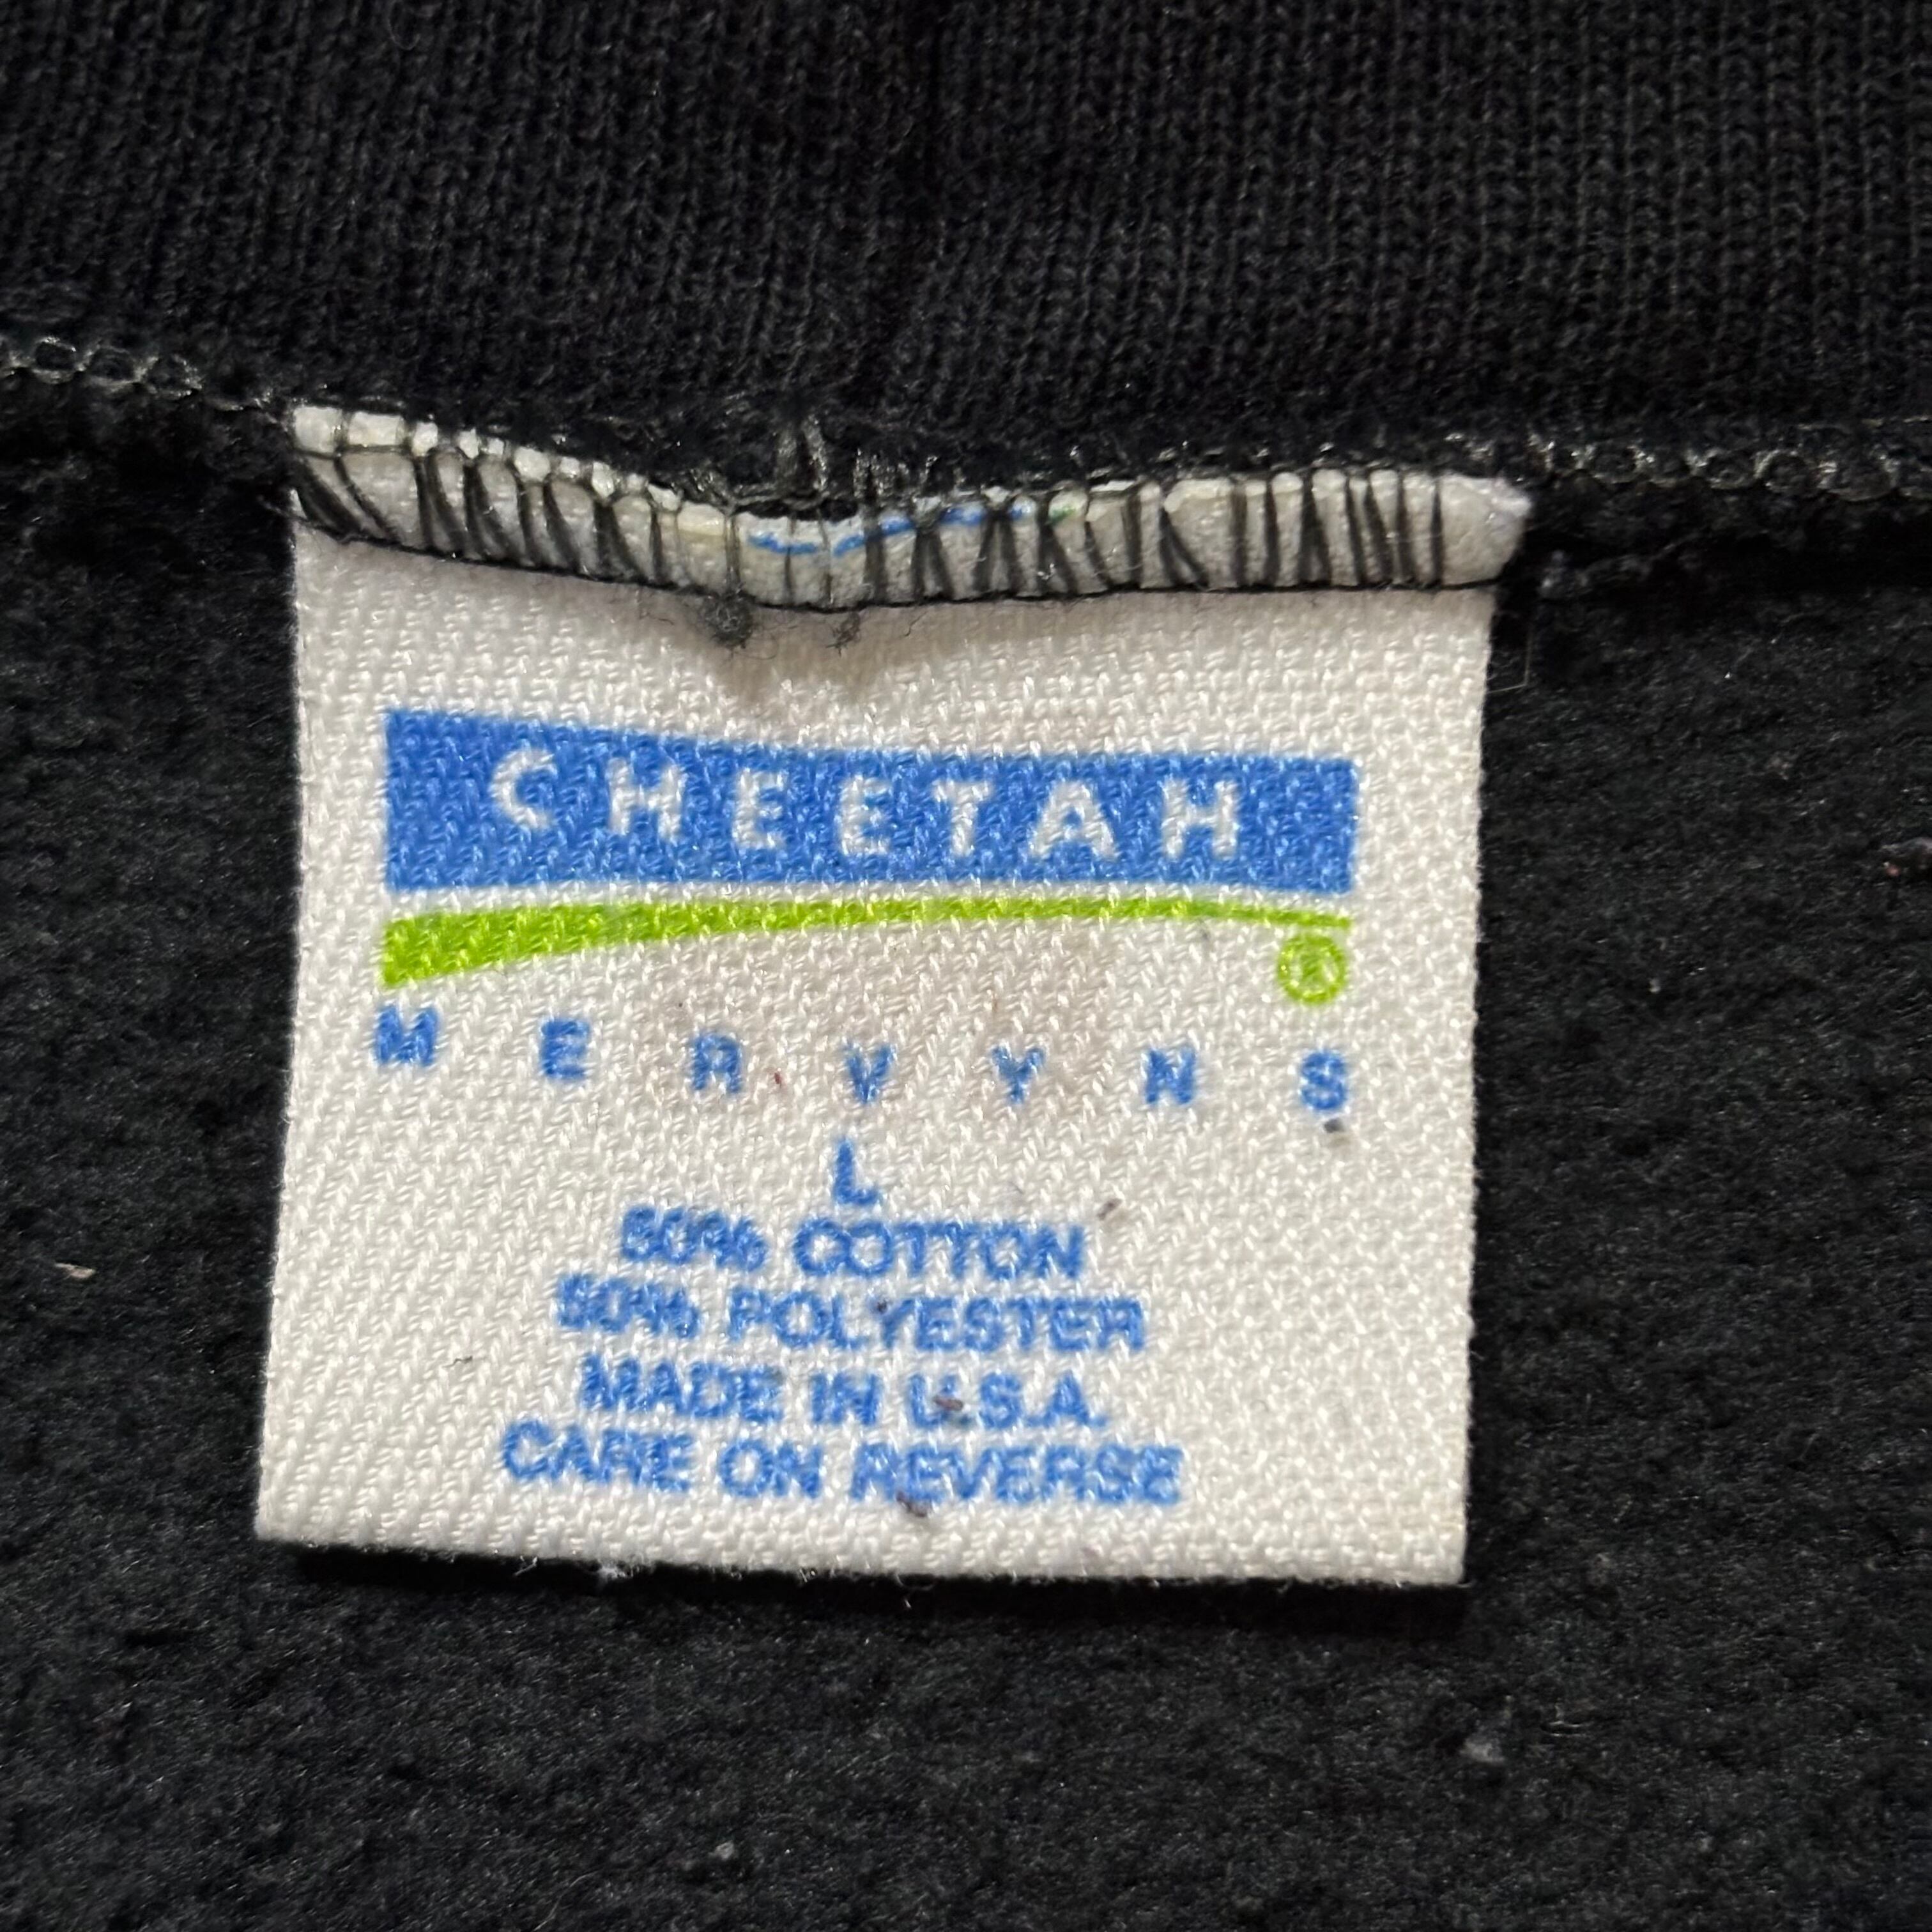 CHEETAH
®
MERVYNS
L
50% COTTON
50% POLYESTER
MADE IN U.S.A.
CARE ON REVERSE